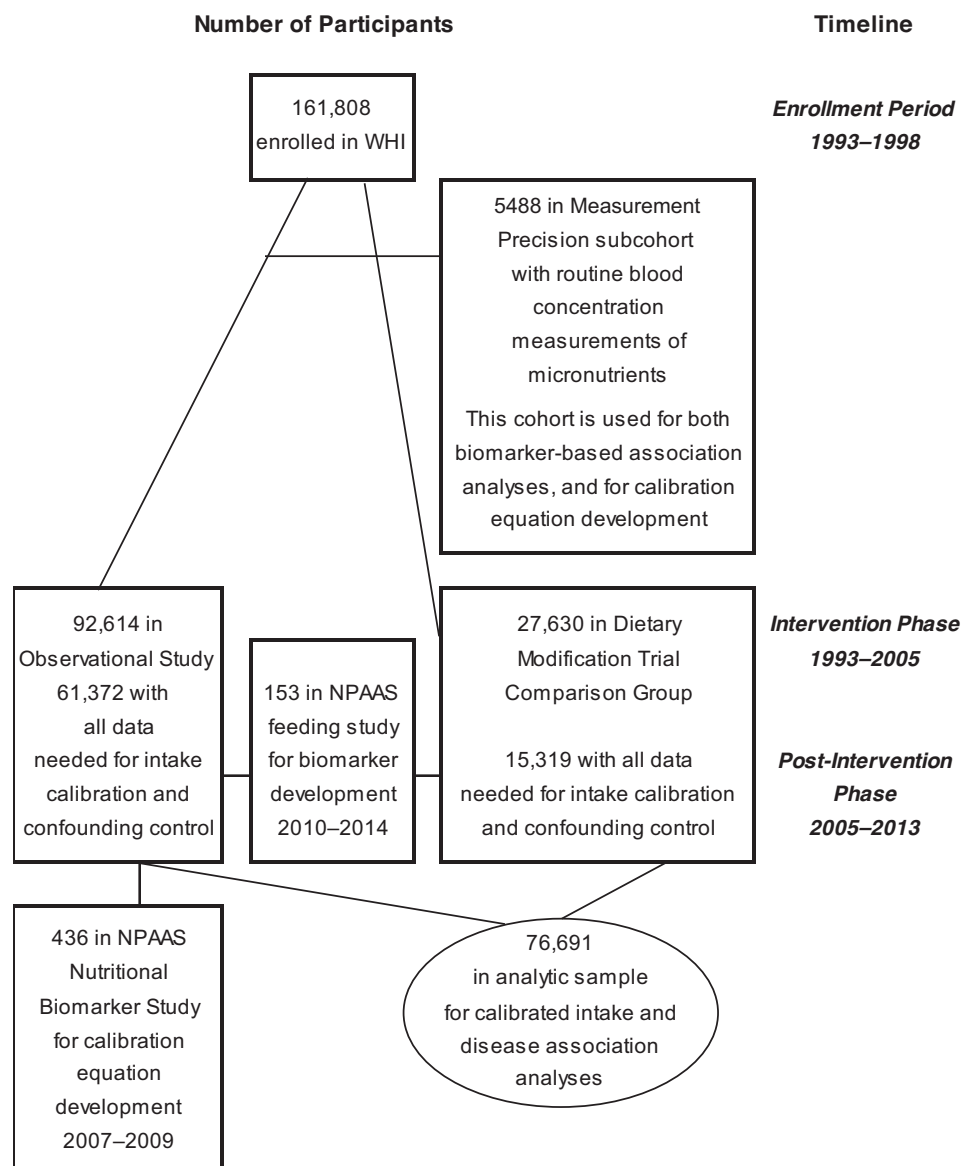 Number of Participants
Timeline
161,808
enrolled in WHI
Enrollment Period
1993–1998
5488 in Measurement
Precision subcohort
with routine blood
concentration
measurements of
micronutrients
This cohort is used for both
biomarker-based association
analyses, and for calibration
equation development
92,614 in
Observational Study
61,372 with
all data
needed for intake
calibration and
confounding control
153 in NPAAS
feeding study
for biomarker
development
2010–2014
27,630 in Dietary
Modification Trial
Comparison Group
15,319 with all data
needed for intake calibration
and confounding control
Intervention Phase
1993–2005
Post-Intervention
Phase
2005–2013
436 in NPAAS
Nutritional
Biomarker Study
for calibration
equation
development
2007–2009
76,691
in analytic sample
for calibrated intake and
disease association
analyses